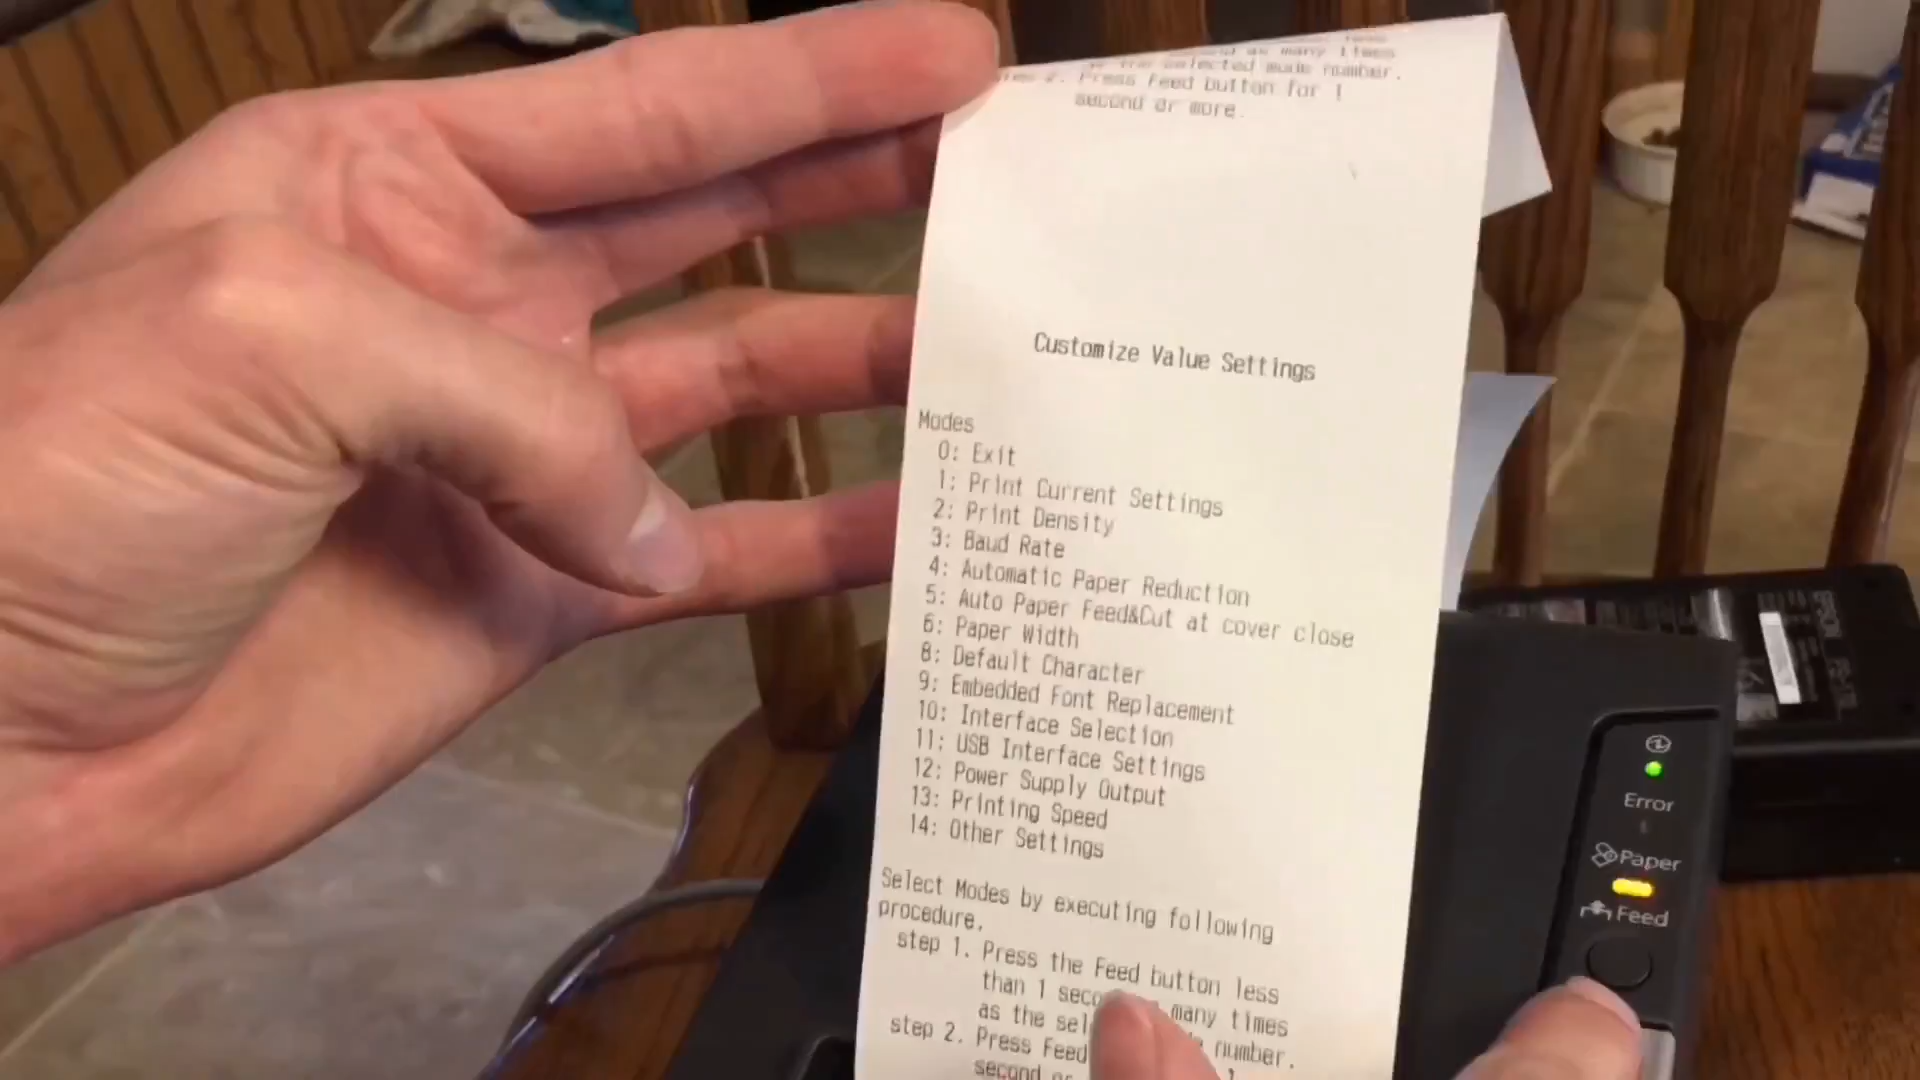 as many times
the selected mode number.
2. Press Feed button for 1
second or more.
Customize Value Settings
Modes
0: Exit
1: Print Current Settings
2: Print Density
3: Baud Rate
4: Automatic Paper Reduction
5: Auto Paper Feed&Cut at cover close
6: Paper Width
8: Default Character
9: Embedded Font Replacement
10: Interface Selection
11: USB Interface Settings
12: Power Supply Output
13: Printing Speed
14: Other Settings
Select Modes by executing following
procedure,
step 1. Press the Feed button less
than 1 many times
as the number.
step 2. Press Feed 1
second
Error
Paper
Feed
EPSON